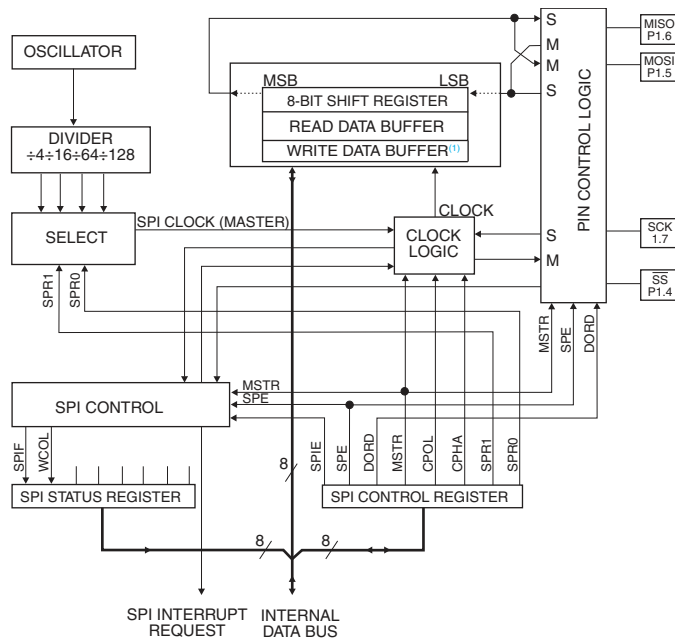 OSCILLATOR
DIVIDER
÷4÷16÷64÷128
SELECT
SPI CLOCK (MASTER)
SPR1
SPR0
MSB
LSB
8-BIT SHIFT REGISTER
READ DATA BUFFER
WRITE DATA BUFFER(1)
CLOCK
CLOCK
LOGIC
S
M
M
S
S
M
PIN CONTROL LOGIC
MISO
P1.6
MOSI
P1.5
SCK
1.7
SS
P1.4
MSTR
SPE
DORD
SPI CONTROL
MSTR
SPE
SPIF
WCOL
SPI STATUS REGISTER
SPIE
SPE
DORD
MSTR
CPOL
CPHA
SPR1
SPR0
SPI CONTROL REGISTER
8
8
8
SPI INTERRUPT
REQUEST
INTERNAL
DATA BUS